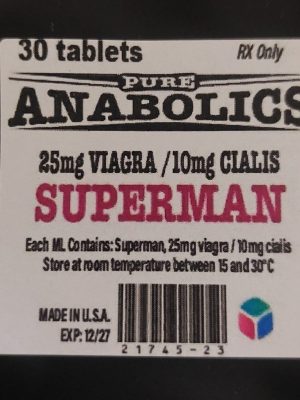 30 tablets RX Only
PURE
ANABOLICS
25mg VIAGRA / 10mg CIALIS
SUPERMAN
Each ML Contains: Superman, 25mg viagra / 10mg cialis
Store at room temperature between 15 and 30°C
MADE IN U.S.A.
EXP: 12/27
21745-23